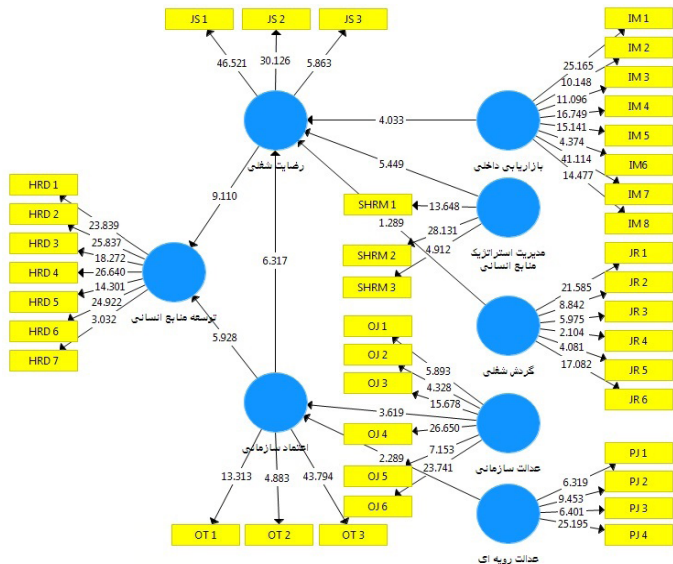 JS 1
JS 2
JS 3
46.521
30.126
5.863
رضایت شغلی
IM 1
IM 2
IM 3
IM 4
IM 5
IM6
IM 7
IM 8
25.165
10.148
11.096
16.749
15.141
4.374
41.114
14.477
بازاریابی داخلی
4.033
5.449
1.289
6.317
9.110
5.928
3.619
2.289
SHRM 1
SHRM 2
SHRM 3
13.648
28.131
4.912
مدیریت استراتژیک
منابع انسانی
HRD 1
HRD 2
HRD 3
HRD 4
HRD 5
HRD 6
HRD 7
23.839
25.837
18.272
26.640
14.301
24.922
3.032
توسعه منابع انسانی
JR 1
JR 2
JR 3
JR 4
JR 5
JR 6
21.585
8.842
5.975
2.104
4.081
17.082
گردش شغلی
OJ 1
OJ 2
OJ 3
OJ 4
OJ 5
OJ 6
5.893
4.328
15.678
26.650
7.153
23.741
عدالت سازمانی
اعتماد سازمانی
13.313
4.883
43.794
OT 1
OT 2
OT 3
PJ 1
PJ 2
PJ 3
PJ 4
6.319
9.453
6.401
25.195
عدالت رویه ای